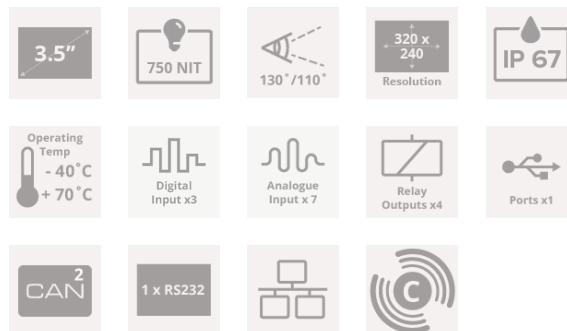 3.5"
750 NIT
130°/110°
320 x
240
Resolution
IP 67
Operating
Temp
- 40°C
+ 70°C
Digital
Input x3
Analogue
Input x 7
Relay
Outputs x4
Ports x1
CAN 2
1 x RS232
C